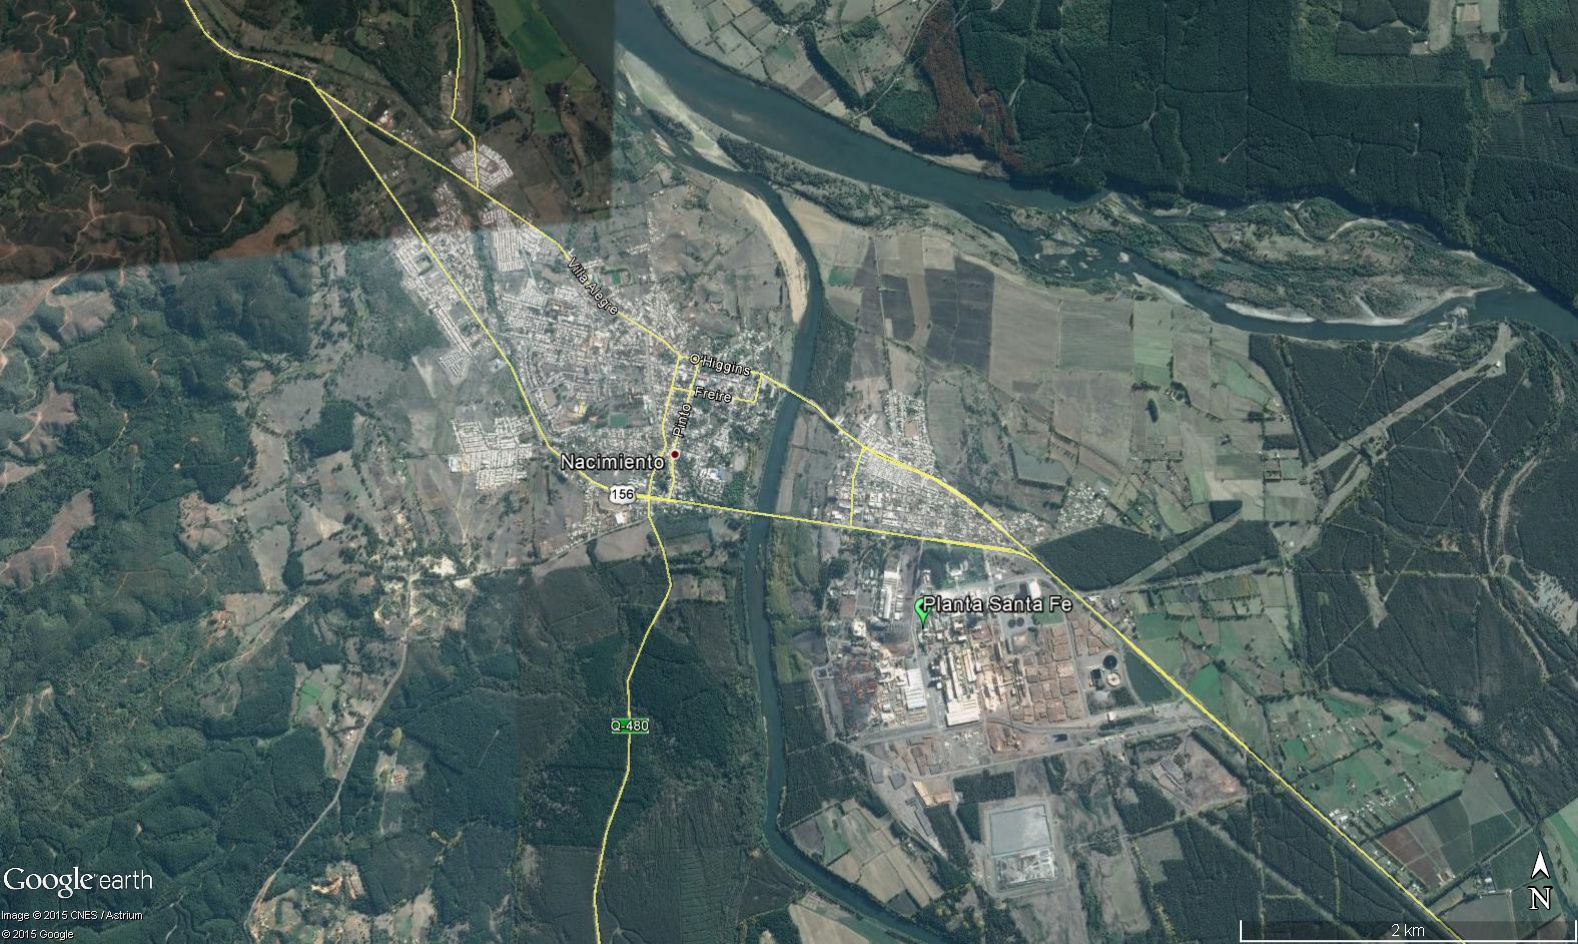 Villa Alegre
O'Higgins
Freire
Pinto
Nacimiento
156
Planta Santa Fe
Q-480
Google earth
Image © 2015 CNES / Astrium
© 2015 Google
N
2 km